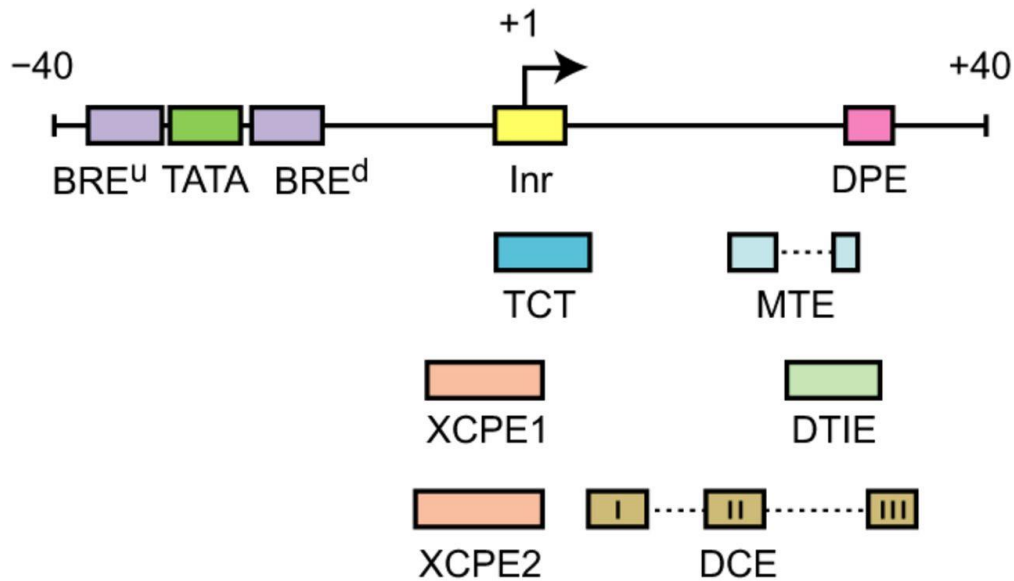 +1
−40 +40
BREᵘ TATA BREᵈ Inr DPE
TCT MTE
XCPE1 DTIE
I II III
XCPE2 DCE